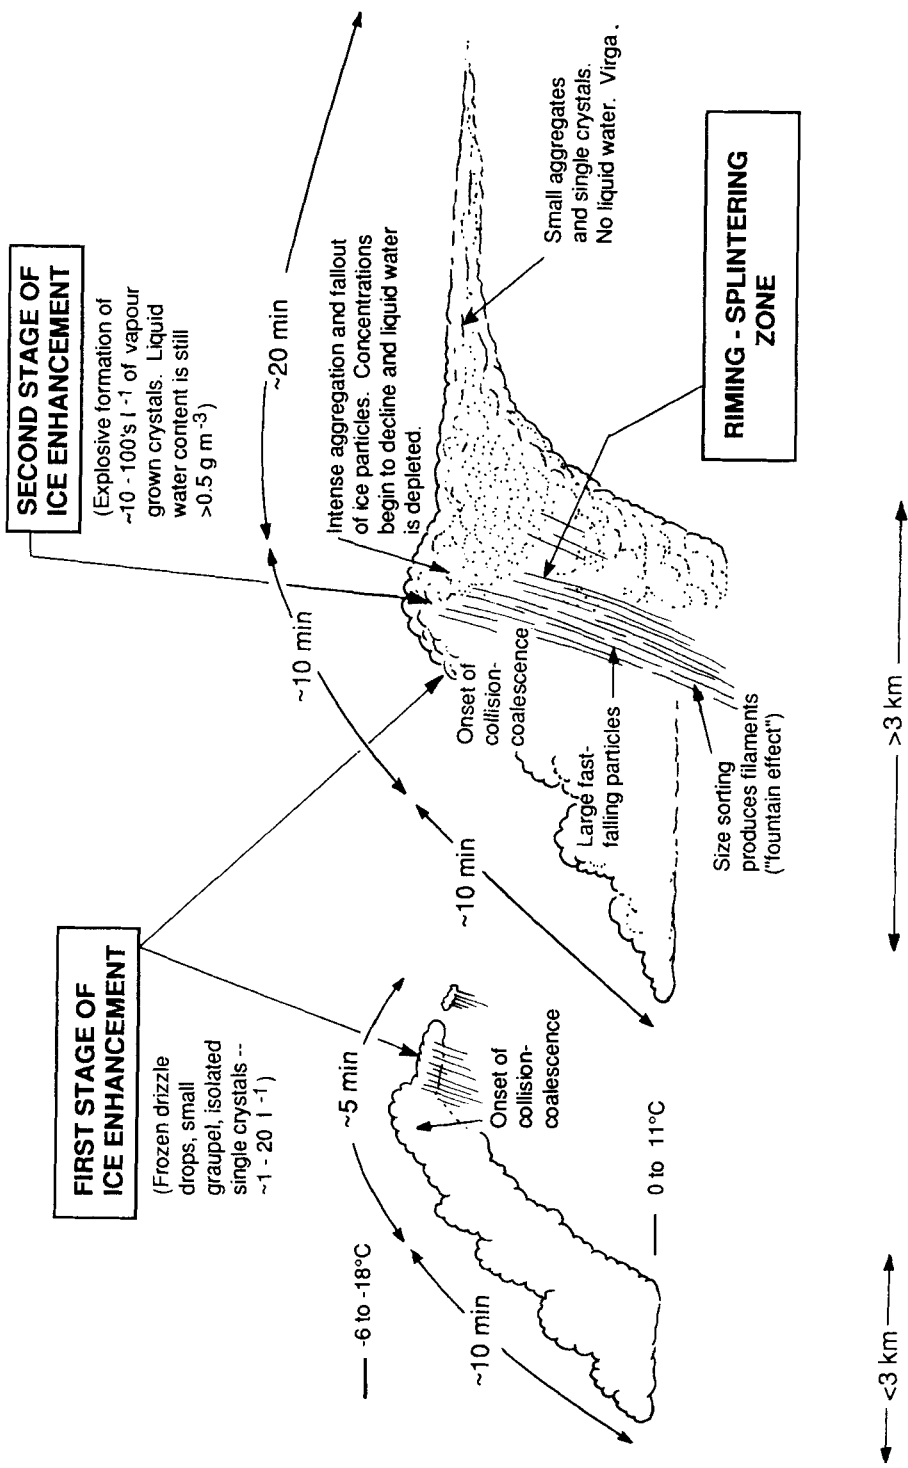 FIRST STAGE OF
ICE ENHANCEMENT
(Frozen drizzle
drops, small
graupel, isolated
single crystals --
~1 - 20 l -1)
SECOND STAGE OF
ICE ENHANCEMENT
(Explosive formation of
~10 - 100's l -1 of vapour
grown crystals. Liquid
water content is still
>0.5 g m-3)
~5 min
~10 min
-6 to -18°C
Onset of
collision-
coalescence
0 to 11°C
<3 km
~10 min
~10 min
~20 min
Intense aggregation and fallout
of ice particles. Concentrations
begin to decline and liquid water
is depleted.
Onset of
collision-
coalescence
Large fast-
falling particles
Size sorting
produces filaments
("fountain effect")
Small aggregates
and single crystals.
No liquid water. Virga.
RIMING - SPLINTERING
ZONE
>3 km